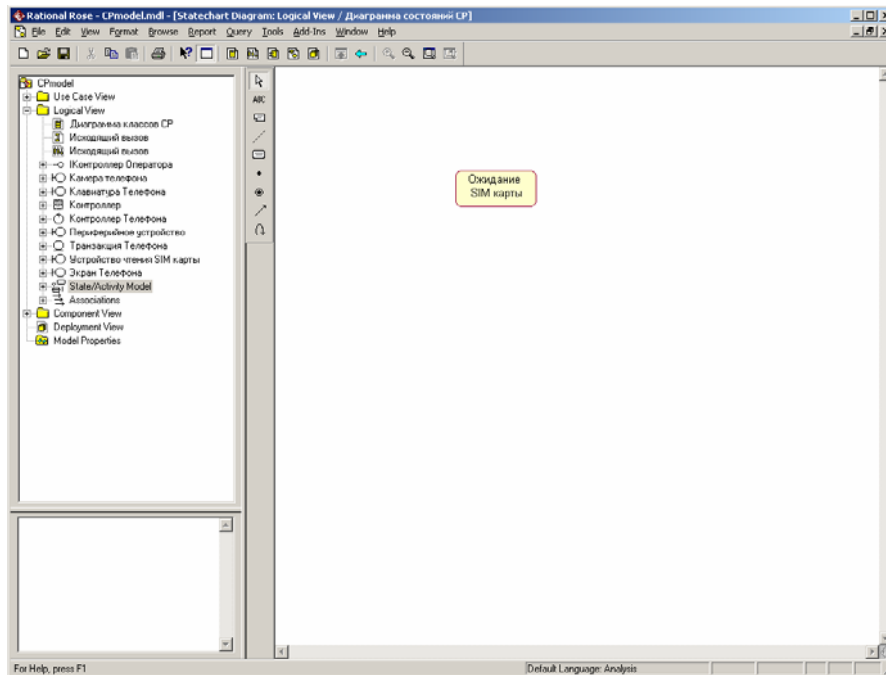 Rational Rose - CPmodel.mdl - [Statechart Diagram: Logical View / Диаграмма состояний CP]
File Edit View Format Browse Report Query Tools Add-Ins Window Help
CPmodel
Use Case View
Logical View
Диаграмма классов CP
Исходящий вызов
Исходящий вызов
IКонтроллер Оператора
Камера телефона
Клавиатура Телефона
Контроллер
Контроллер Телефона
Периферийное устройство
Транзакция Телефона
Устройство чтения SIM карты
Экран Телефона
State/Activity Model
Associations
Component View
Deployment View
Model Properties
ABC
Ожидание
SIM карты
For Help, press F1
Default Language: Analysis